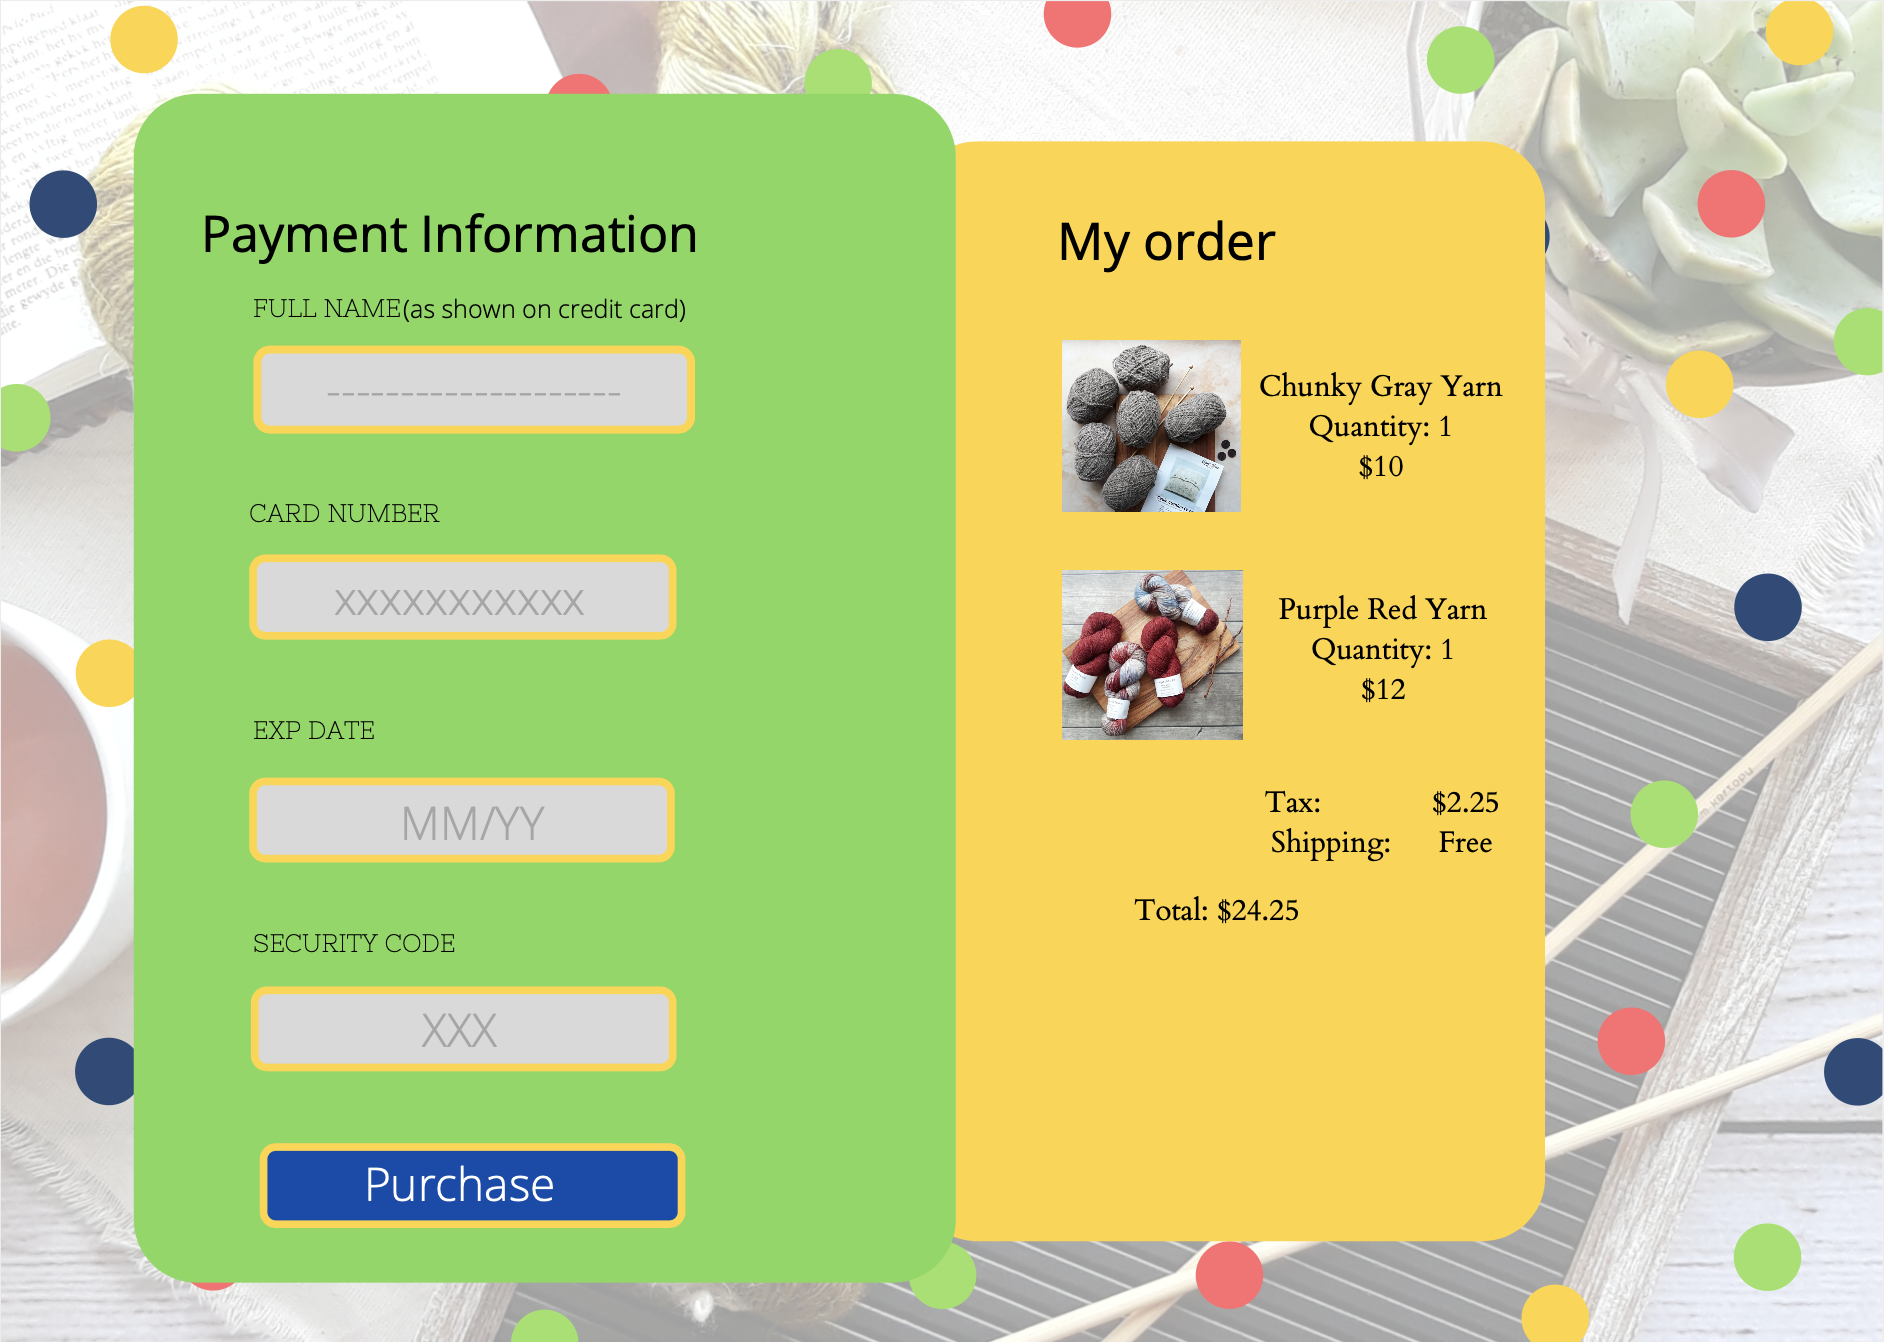 Payment Information
FULL NAME(as shown on credit card)
--------------------
CARD NUMBER
XXXXXXXXXXX
EXP DATE
MM/YY
SECURITY CODE
XXX
Purchase
My order
Chunky Gray Yarn
Quantity: 1
$10
Purple Red Yarn
Quantity: 1
$12
Tax: $2.25
Shipping: Free
Total: $24.25